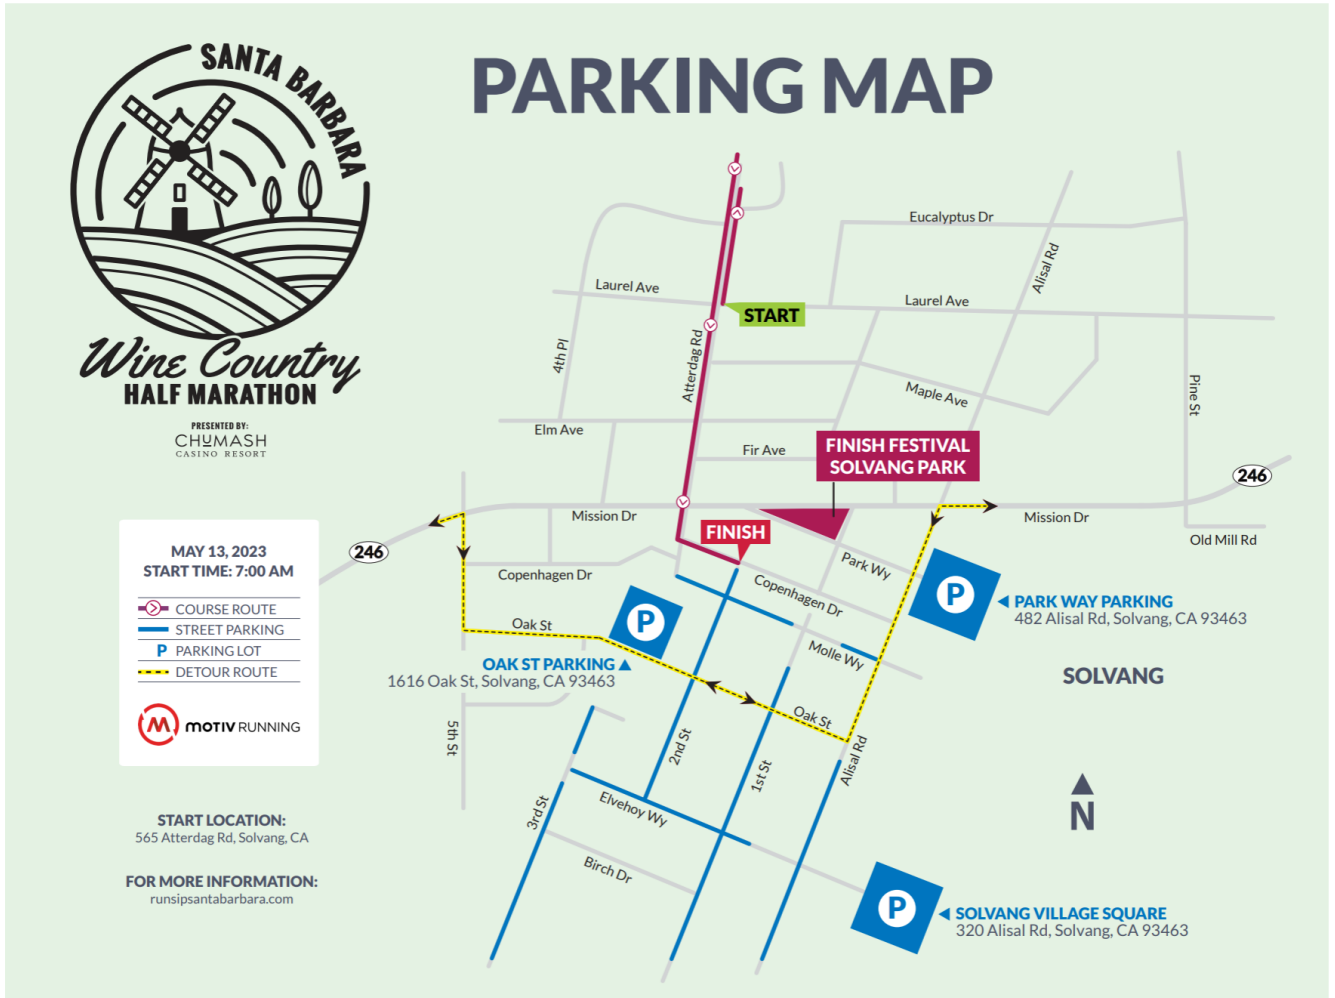 SANTA BARBARA
Wine Country
HALF MARATHON
PRESENTED BY:
CHUMASH
CASINO RESORT
PARKING MAP
MAY 13, 2023
START TIME: 7:00 AM
COURSE ROUTE
STREET PARKING
P PARKING LOT
DETOUR ROUTE
M MOTIV RUNNING
START LOCATION:
565 Atterdag Rd, Solvang, CA
FOR MORE INFORMATION:
runsipsantabarbara.com
Eucalyptus Dr
Alisal Rd
Laurel Ave
Laurel Ave
START
4th Pl
Atterdag Rd
Maple Ave
Pine St
Elm Ave
Fir Ave
FINISH FESTIVAL
SOLVANG PARK
246
Mission Dr
Mission Dr
Old Mill Rd
246
FINISH
Park Wy
Copenhagen Dr
Copenhagen Dr
P
PARK WAY PARKING
482 Alisal Rd, Solvang, CA 93463
Oak St
P
Molle Wy
OAK ST PARKING
1616 Oak St, Solvang, CA 93463
SOLVANG
Oak St
5th St
2nd St
1st St
Alisal Rd
3rd St
Elvehoy Wy
N
Birch Dr
P
SOLVANG VILLAGE SQUARE
320 Alisal Rd, Solvang, CA 93463